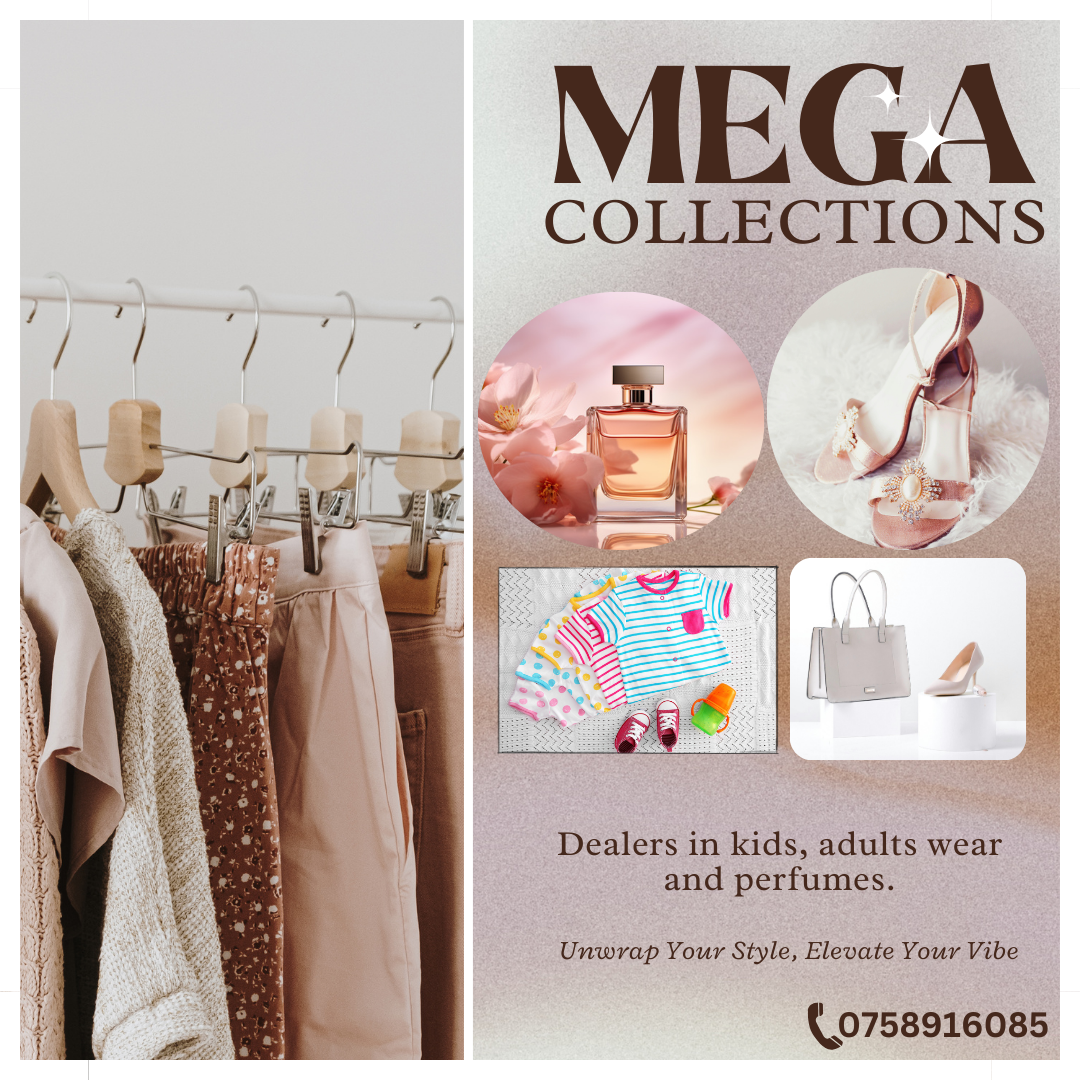 MEGA
COLLECTIONS
Dealers in kids, adults wear
and perfumes.
Unwrap Your Style, Elevate Your Vibe
0758916085